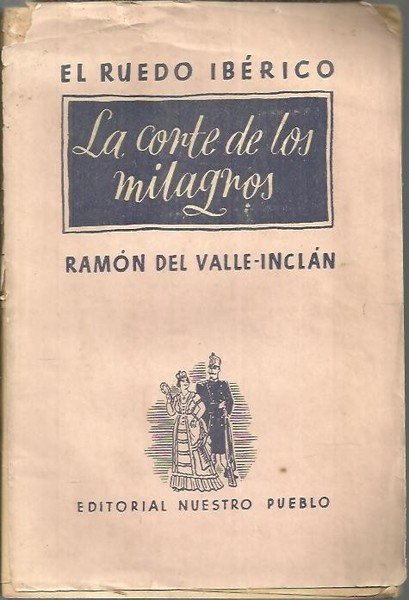 EL RUEDO IBÉRICO
La corte de los
milagros
RAMÓN DEL VALLE-INCLÁN
EDITORIAL NUESTRO PUEBLO